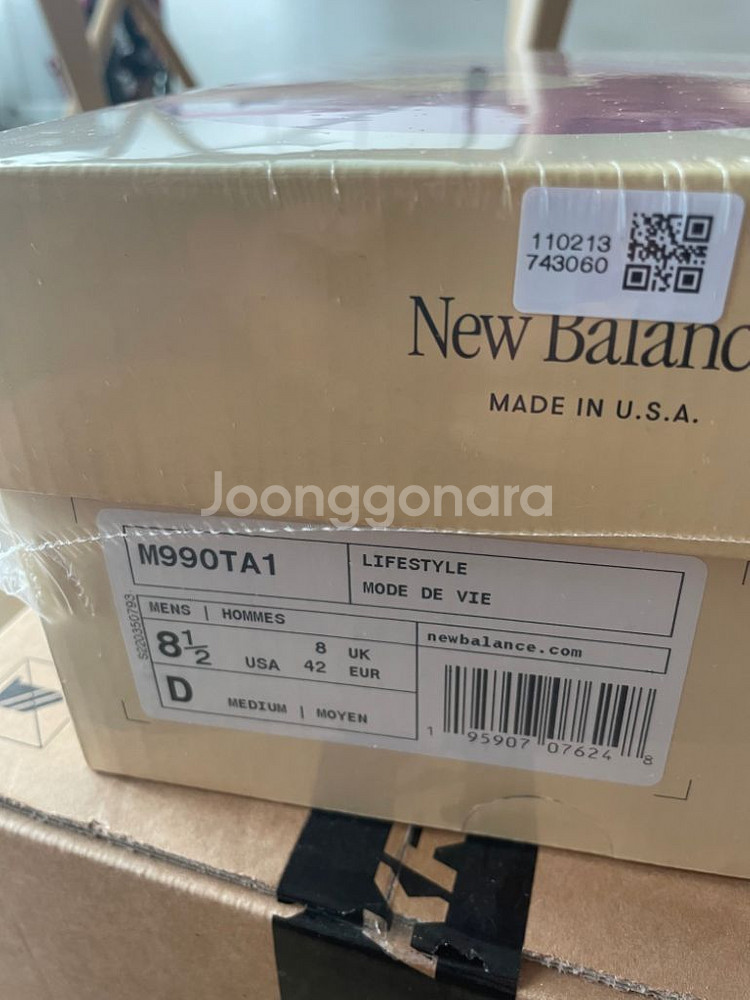 110213
743060
New Balanc
MADE IN U.S.A.
Joonggonara
M990TA1
LIFESTYLE
MODE DE VIE
MENS | HOMMES
8½ USA
8 UK
42 EUR
D MEDIUM | MOYEN
newbalance.com
1 95907 07624 8
S220350793